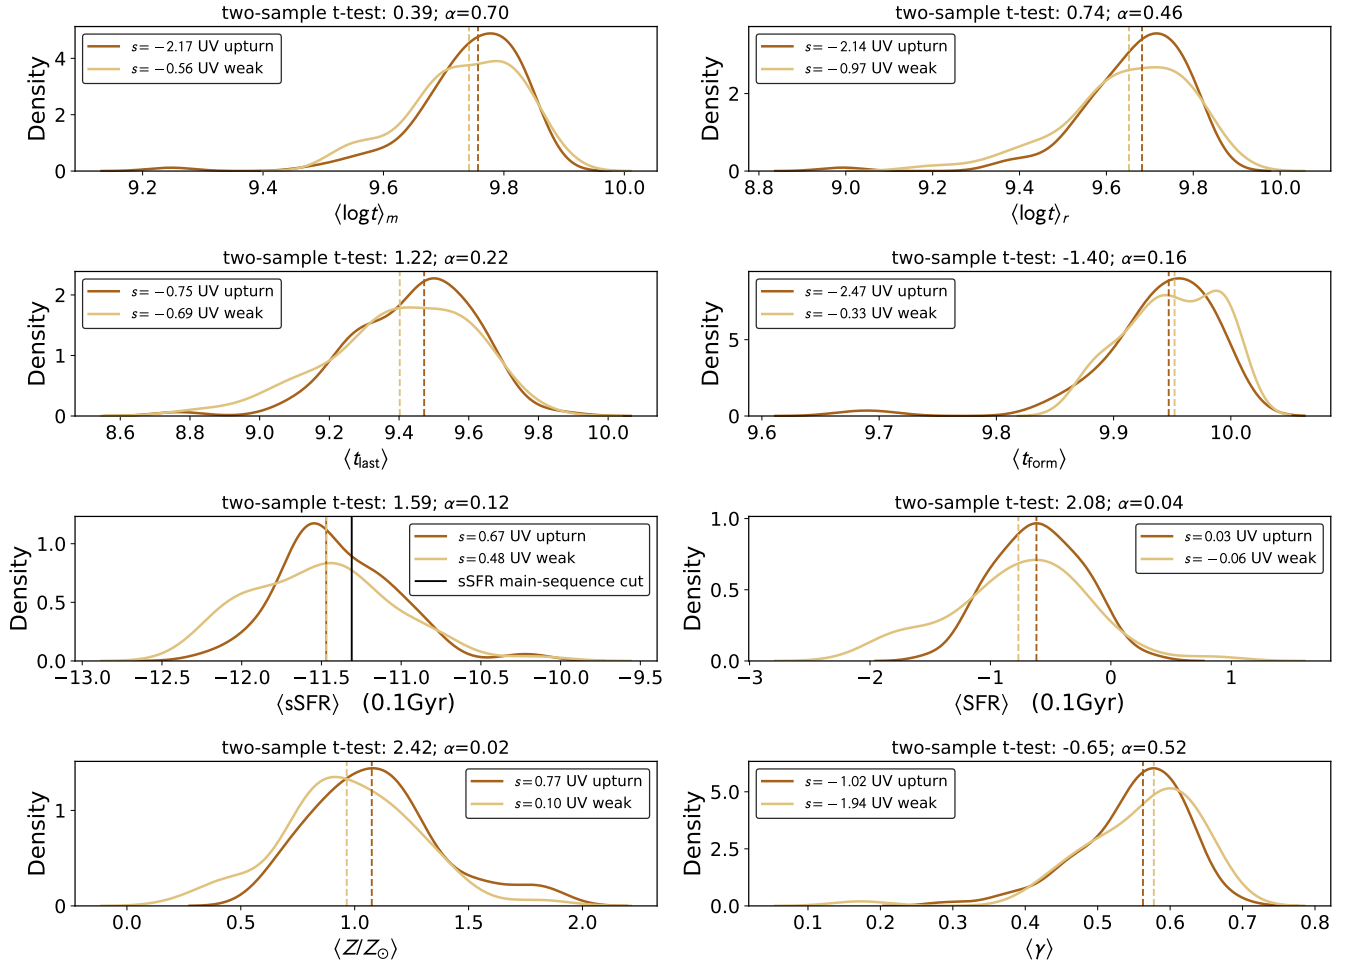 two-sample t-test: 0.39; α=0.70
Density
4
2
0
s = −2.17 UV upturn
s = −0.56 UV weak
9.2 9.4 9.6 9.8 10.0
⟨logt⟩m
two-sample t-test: 0.74; α=0.46
Density
2
0
s = −2.14 UV upturn
s = −0.97 UV weak
8.8 9.0 9.2 9.4 9.6 9.8 10.0
⟨logt⟩r
two-sample t-test: 1.22; α=0.22
Density
2
1
0
s = −0.75 UV upturn
s = −0.69 UV weak
8.6 8.8 9.0 9.2 9.4 9.6 9.8 10.0
⟨tlast⟩
two-sample t-test: -1.40; α=0.16
Density
5
0
s = −2.47 UV upturn
s = −0.33 UV weak
9.6 9.7 9.8 9.9 10.0
⟨tform⟩
two-sample t-test: 1.59; α=0.12
Density
1.0
0.5
0.0
s = 0.67 UV upturn
s = 0.48 UV weak
sSFR main-sequence cut
−13.0 −12.5 −12.0 −11.5 −11.0 −10.5 −10.0 −9.5
⟨sSFR⟩ (0.1Gyr)
two-sample t-test: 2.08; α=0.04
Density
1.0
0.5
0.0
s = 0.03 UV upturn
s = −0.06 UV weak
−3 −2 −1 0 1
⟨SFR⟩ (0.1Gyr)
two-sample t-test: 2.42; α=0.02
Density
1
0
s = 0.77 UV upturn
s = 0.10 UV weak
0.0 0.5 1.0 1.5 2.0
⟨Z/Z⊙⟩
two-sample t-test: -0.65; α=0.52
Density
5.0
2.5
0.0
s = −1.02 UV upturn
s = −1.94 UV weak
0.1 0.2 0.3 0.4 0.5 0.6 0.7 0.8
⟨γ⟩